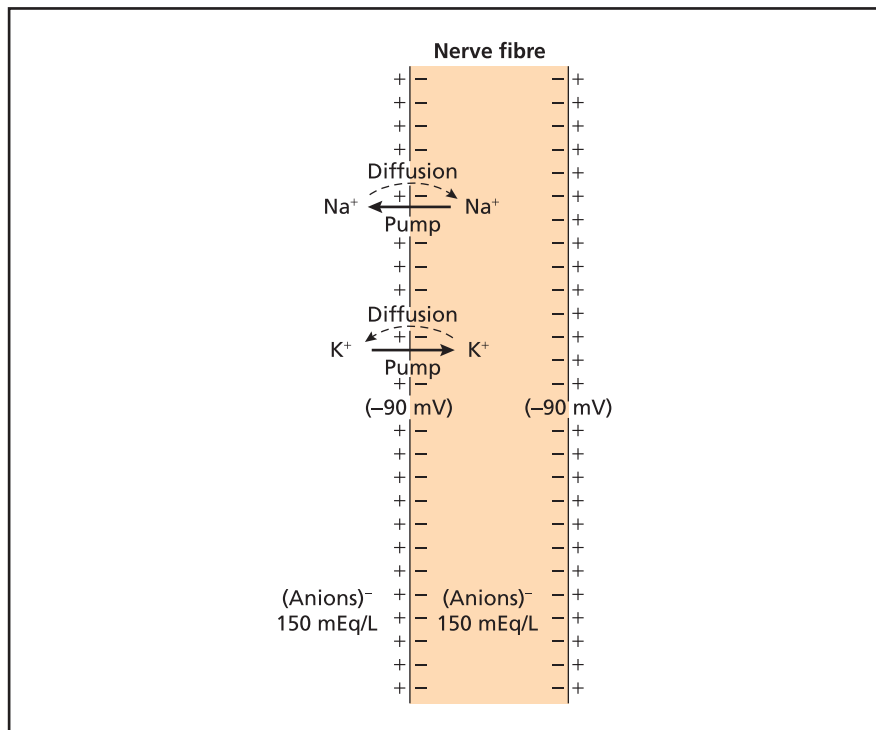 Nerve fibre
Diffusion
Na⁺ Na⁺
Pump
Diffusion
K⁺ K⁺
Pump
(–90 mV) (–90 mV)
(Anions)⁻ (Anions)⁻
150 mEq/L 150 mEq/L